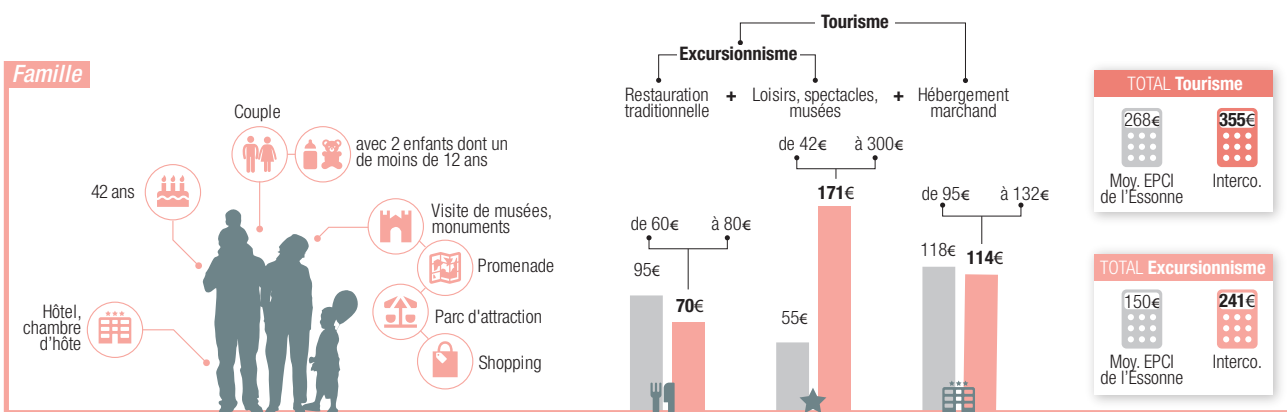 Famille
Couple
avec 2 enfants dont un
de moins de 12 ans
42 ans
Visite de musées,
monuments
Promenade
Parc d'attraction
Shopping
Hôtel,
chambre
d'hôte
Tourisme
Excursionnisme
Restauration
traditionnelle
+
Loisirs, spectacles,
musées
+
Hébergement
marchand
de 60€ à 80€
95€
70€
de 42€ à 300€
55€
171€
de 95€ à 132€
118€
114€
TOTAL Tourisme
268€
355€
Moy. EPCI
de l'Essonne
Interco.
TOTAL Excursionnisme
150€
241€
Moy. EPCI
de l'Essonne
Interco.